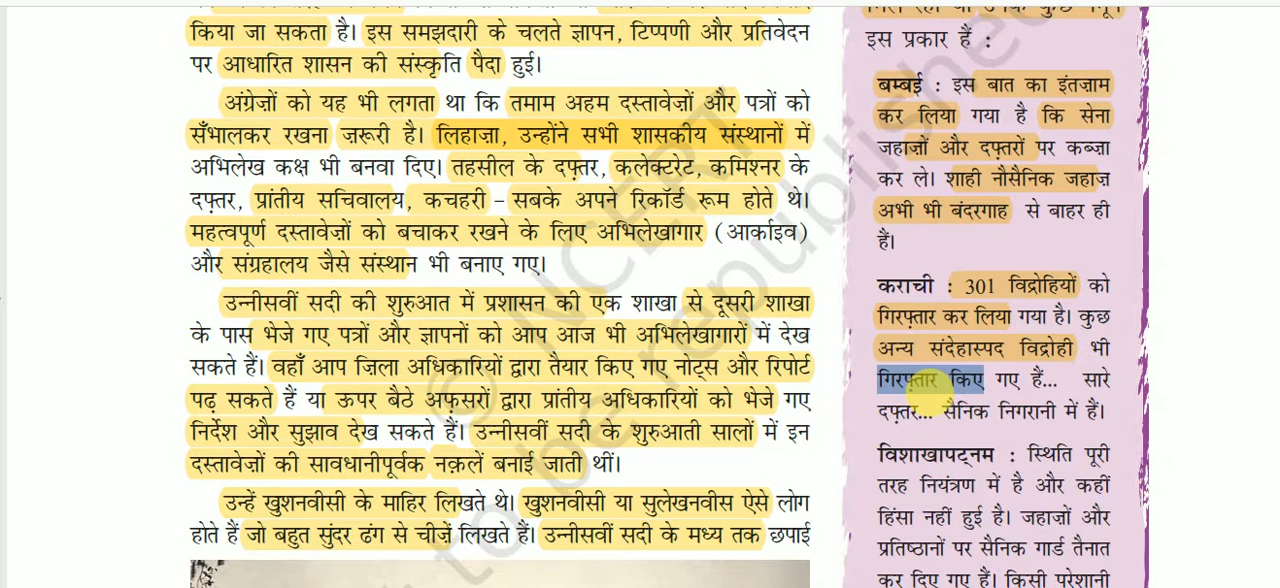 किया जा सकता है। इस समझदारी के चलते ज्ञापन, टिप्पणी और प्रतिवेदन
पर आधारित शासन की संस्कृति पैदा हुई।
अंग्रेज़ों को यह भी लगता था कि तमाम अहम दस्तावेज़ों और पत्रों को
सँभालकर रखना ज़रूरी है। लिहाज़ा, उन्होंने सभी शासकीय संस्थानों में
अभिलेख कक्ष भी बनवा दिए। तहसील के दफ़्तर, कलेक्टरेट, कमिश्नर के
दफ़्तर, प्रांतीय सचिवालय, कचहरी – सबके अपने रिकॉर्ड रूम होते थे।
महत्वपूर्ण दस्तावेज़ों को बचाकर रखने के लिए अभिलेखागार (आर्काइव)
और संग्रहालय जैसे संस्थान भी बनाए गए।
उन्नीसवीं सदी की शुरुआत में प्रशासन की एक शाखा से दूसरी शाखा
के पास भेजे गए पत्रों और ज्ञापनों को आप आज भी अभिलेखागारों में देख
सकते हैं। वहाँ आप ज़िला अधिकारियों द्वारा तैयार किए गए नोट्स और रिपोर्ट
पढ़ सकते हैं या ऊपर बैठे अफ़सरों द्वारा प्रांतीय अधिकारियों को भेजे गए
निर्देश और सुझाव देख सकते हैं। उन्नीसवीं सदी के शुरुआती सालों में इन
दस्तावेज़ों की सावधानीपूर्वक नक़लें बनाई जाती थीं।
उन्हें खुशनवीसी के माहिर लिखते थे। खुशनवीसी या सुलेखनवीस ऐसे लोग
होते हैं जो बहुत सुंदर ढंग से चीज़ें लिखते हैं। उन्नीसवीं सदी के मध्य तक छपाई
इस प्रकार हैं :
बम्बई : इस बात का इंतज़ाम
कर लिया गया है कि सेना
जहाज़ों और दफ़्तरों पर कब्ज़ा
कर ले। शाही नौसैनिक जहाज़
अभी भी बंदरगाह से बाहर ही
हैं।
कराची : 301 विद्रोहियों को
गिरफ़्तार कर लिया गया है। कुछ
अन्य संदेहास्पद विद्रोही भी
गिरफ़्तार किए गए हैं... सारे
दफ़्तर... सैनिक निगरानी में हैं।
विशाखापट्नम : स्थिति पूरी
तरह नियंत्रण में है और कहीं
हिंसा नहीं हुई है। जहाज़ों और
प्रतिष्ठानों पर सैनिक गार्ड तैनात
कर दिए गए हैं। किसी परेशानी
© NCERT
to be republished